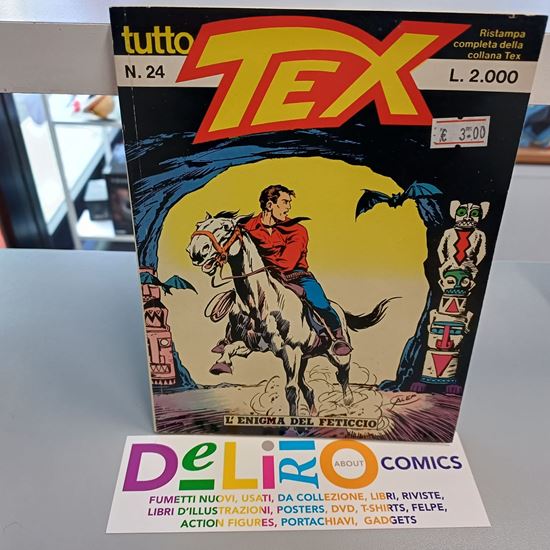 tutto
TEX
Ristampa
completa della
collana Tex
N. 24
L. 2.000
€ 3.00
L'ENIGMA DEL FETICCIO
DeLiRiO
ABOUT
COMICS
FUMETTI NUOVI, USATI, DA COLLEZIONE, LIBRI, RIVISTE,
LIBRI D'ILLUSTRAZIONI, POSTERS, DVD, T-SHIRTS, FELPE,
ACTION FIGURES, PORTACHIAVI, GADGETS